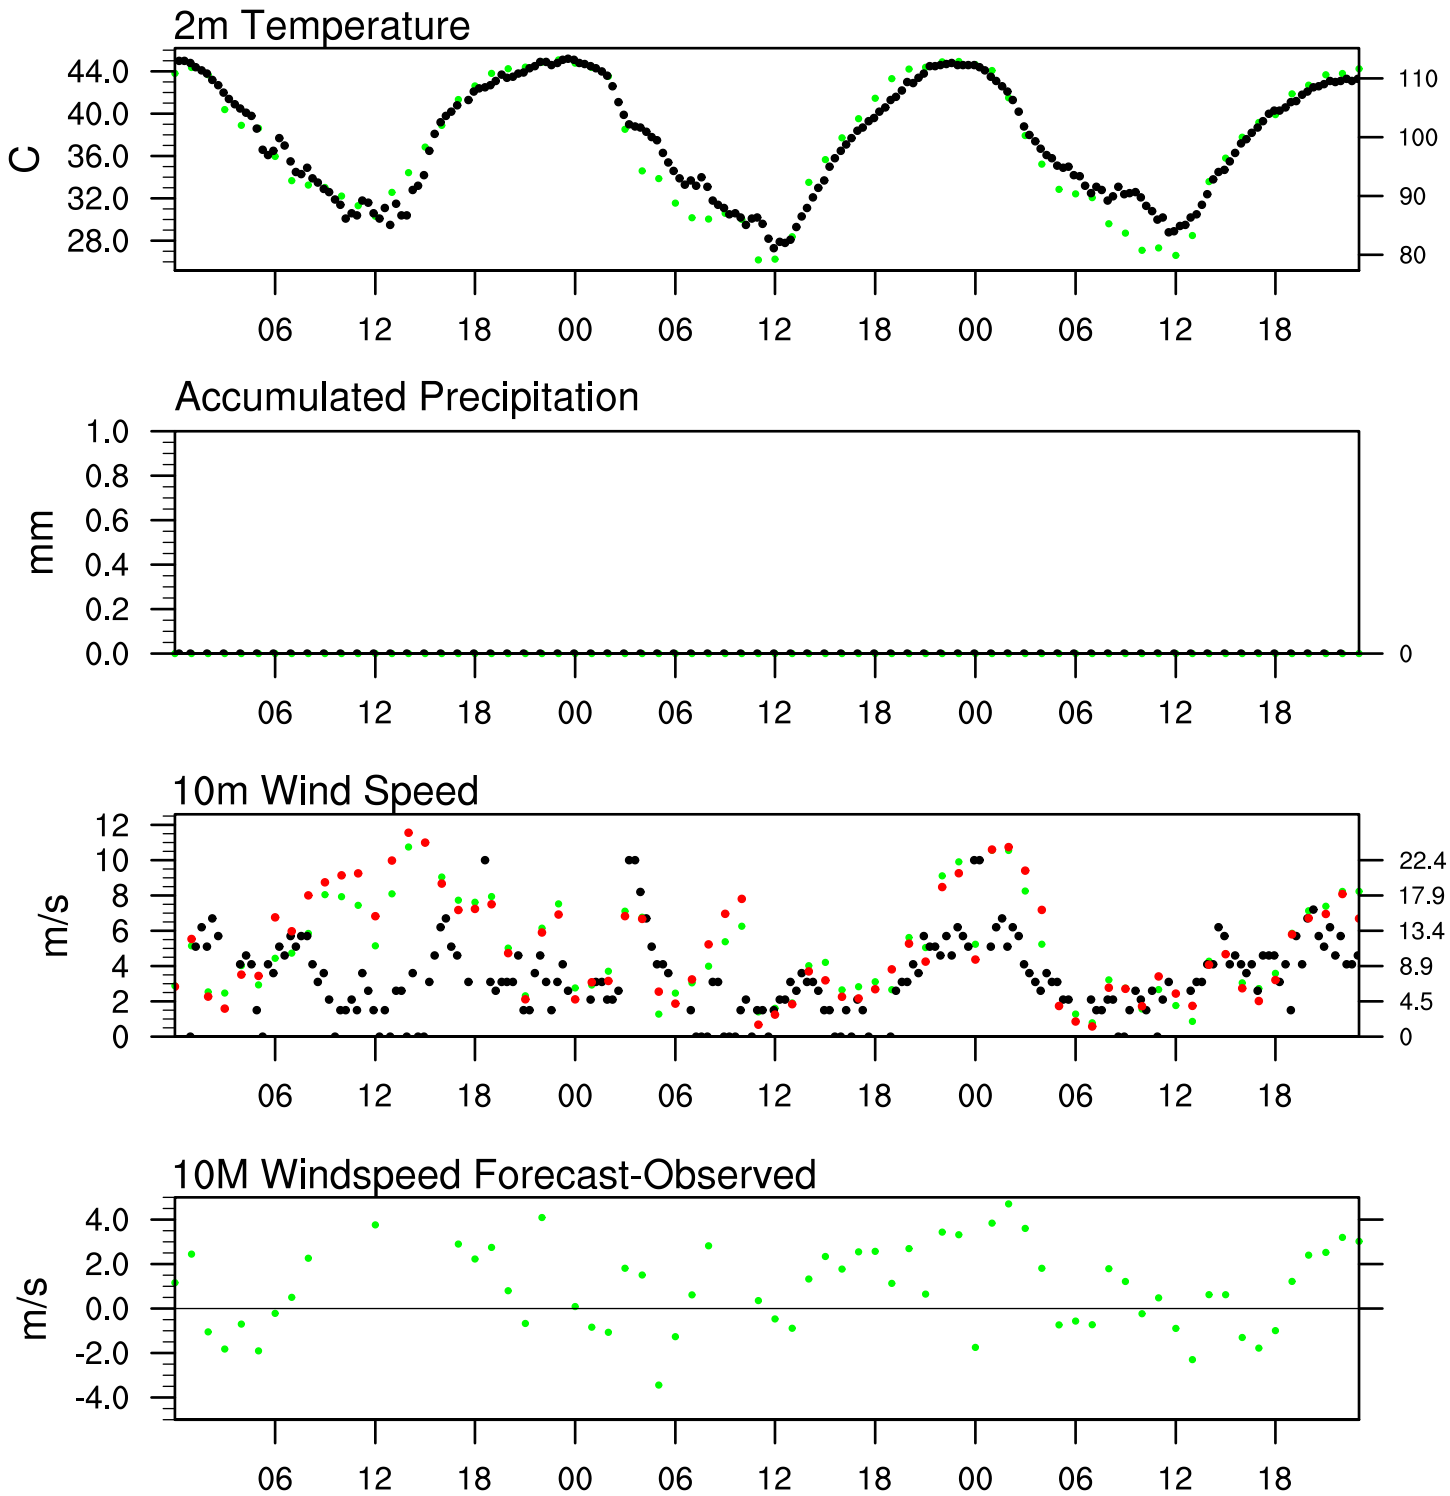 2m Temperature
44.0
40.0
36.0
32.0
28.0
C
110
100
90
80
06 12 18 00 06 12 18 00 06 12 18
Accumulated Precipitation
1.0
0.8
0.6
0.4
0.2
0.0
mm
0
06 12 18 00 06 12 18 00 06 12 18
10m Wind Speed
12
10
8
6
4
2
0
m/s
22.4
17.9
13.4
8.9
4.5
0
06 12 18 00 06 12 18 00 06 12 18
10M Windspeed Forecast-Observed
4.0
2.0
0.0
-2.0
-4.0
m/s
06 12 18 00 06 12 18 00 06 12 18